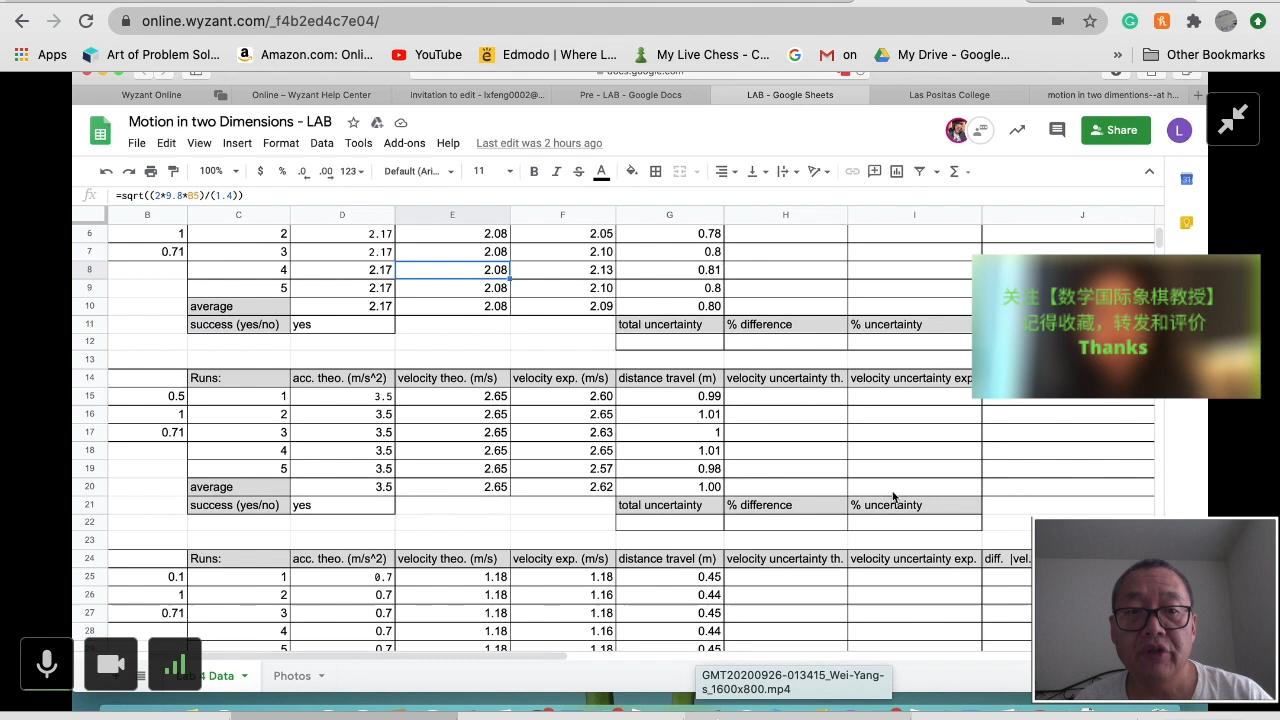 online.wyzant.com/_f4b2ed4c7e04/
Apps Art of Problem Sol... Amazon.com: Onli... YouTube Edmodo | Where L... My Live Chess - C... on My Drive - Google... » Other Bookmarks
docs.google.com
Wyzant Online Online – Wyzant Help Center Invitation to edit - lxfeng0002@... Pre - LAB - Google Docs LAB - Google Sheets Las Positas College motion in two dimentions--at h...
Motion in two Dimensions - LAB
File Edit View Insert Format Data Tools Add-ons Help Last edit was 2 hours ago
Share L
100% $ % .0 .00 123 Default (Ari... 11 B I S A Σ
fx =sqrt((2*9.8*B5)/(1.4))
B C D E F G H I J
6 1 2 2.17 2.08 2.05 0.78
7 0.71 3 2.17 2.08 2.10 0.8
8 4 2.17 2.08 2.13 0.81
9 5 2.17 2.08 2.10 0.8
10 average 2.17 2.08 2.09 0.80
11 success (yes/no) yes total uncertainty % difference % uncertainty
12
13
14 Runs: acc. theo. (m/s^2) velocity theo. (m/s) velocity exp. (m/s) distance travel (m) velocity uncertainty th. velocity uncertainty exp
15 0.5 1 3.5 2.65 2.60 0.99
16 1 2 3.5 2.65 2.65 1.01
17 0.71 3 3.5 2.65 2.63 1
18 4 3.5 2.65 2.65 1.01
19 5 3.5 2.65 2.57 0.98
20 average 3.5 2.65 2.62 1.00
21 success (yes/no) yes total uncertainty % difference % uncertainty
22
23
24 Runs: acc. theo. (m/s^2) velocity theo. (m/s) velocity exp. (m/s) distance travel (m) velocity uncertainty th. velocity uncertainty exp. diff. |vel.
25 0.1 1 0.7 1.18 1.18 0.45
26 1 2 0.7 1.18 1.16 0.44
27 0.71 3 0.7 1.18 1.18 0.45
28 4 0.7 1.18 1.16 0.44
5 0.7 1.18 1.18 0.45
关注【数学国际象棋教授】
记得收藏，转发和评价
Thanks
4 Data Photos
GMT20200926-013415_Wei-Yang-
s_1600x800.mp4